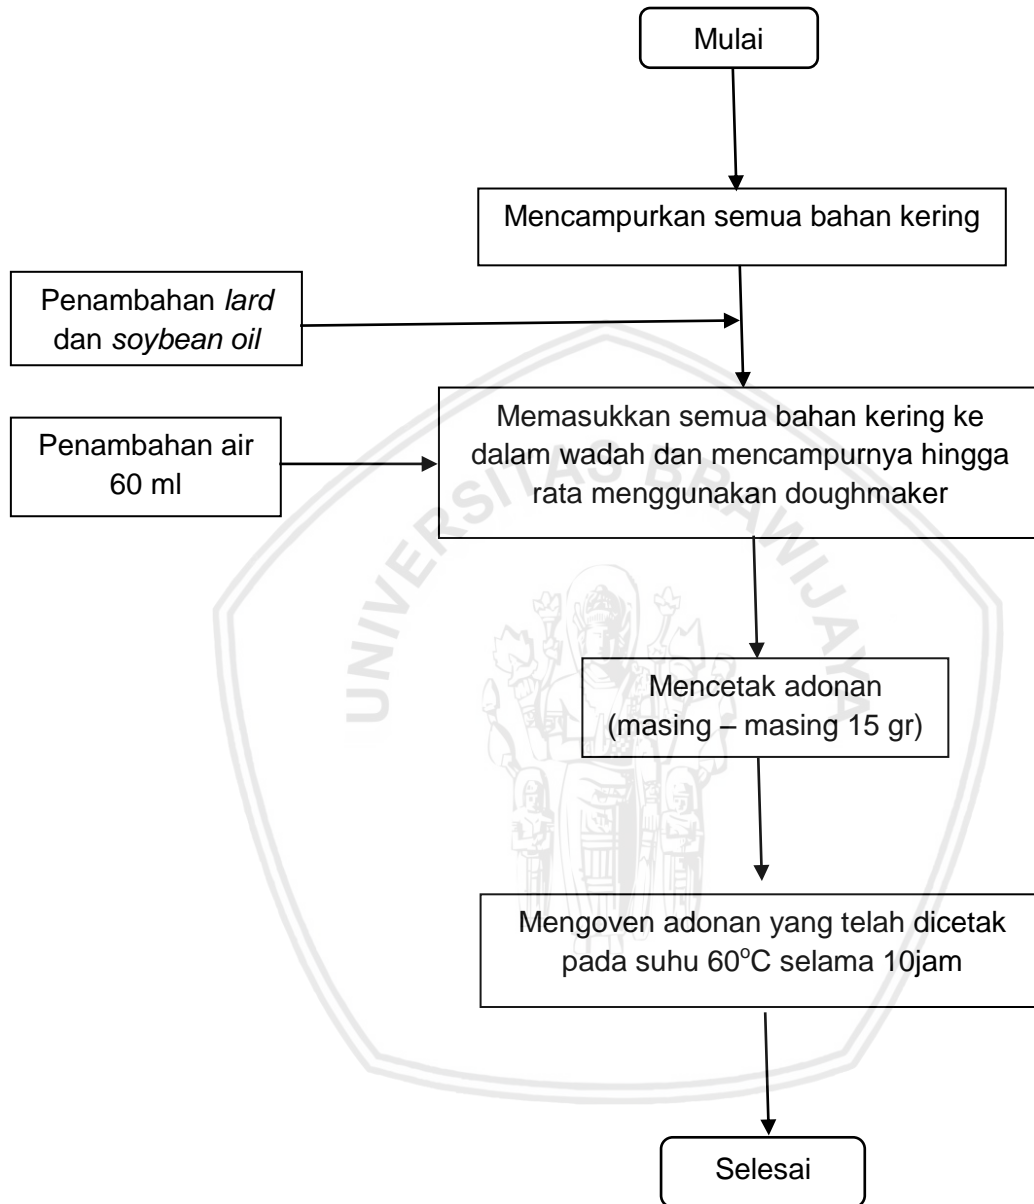 Mulai
Mencampurkan semua bahan kering
Penambahan lard
dan soybean oil
Memasukkan semua bahan kering ke
dalam wadah dan mencampurnya hingga
rata menggunakan doughmaker
Penambahan air
60 ml
UNIVERSITAS BRAWIJAYA
Mencetak adonan
(masing – masing 15 gr)
Mengoven adonan yang telah dicetak
pada suhu 60°C selama 10jam
Selesai